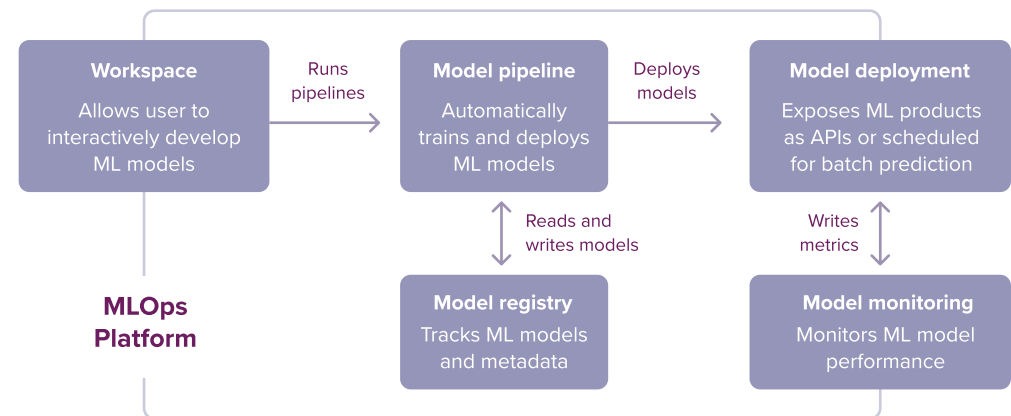 Workspace
Allows user to
interactively develop
ML models
Runs
pipelines
Model pipeline
Automatically
trains and deploys
ML models
Deploys
models
Model deployment
Exposes ML products
as APIs or scheduled
for batch prediction
Reads and
writes models
Writes
metrics
MLOps
Platform
Model registry
Tracks ML models
and metadata
Model monitoring
Monitors ML model
performance